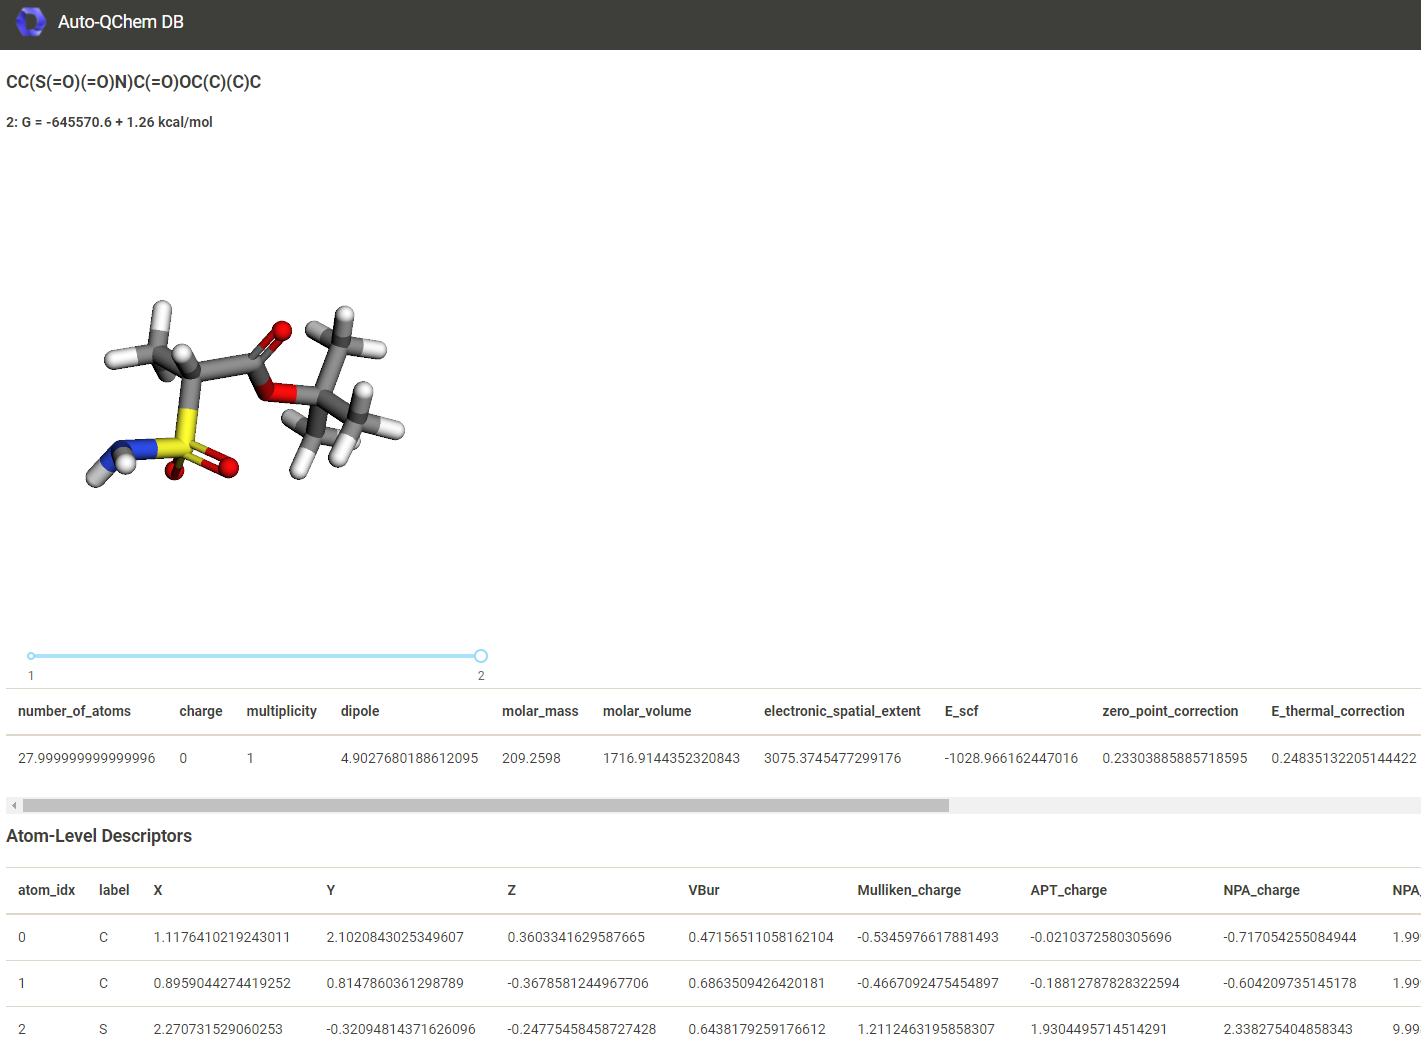 Auto-QChem DB
CC(S(=O)(=O)N)C(=O)OC(C)(C)C
2: G = -645570.6 + 1.26 kcal/mol
1 2
number_of_atoms charge multiplicity dipole molar_mass molar_volume electronic_spatial_extent E_scf zero_point_correction E_thermal_correction
27.999999999999996 0 1 4.9027680188612095 209.2598 1716.9144352320843 3075.3745477299176 -1028.966162447016 0.23303885885718595 0.24835132205144422
Atom-Level Descriptors
atom_idx label X Y Z VBur Mulliken_charge APT_charge NPA_charge NPA_
0 C 1.1176410219243011 2.1020843025349607 0.3603341629587665 0.47156511058162104 -0.5345976617881493 -0.0210372580305696 -0.717054255084944 1.99
1 C 0.8959044274419252 0.8147860361298789 -0.3678581244967706 0.6863509426420181 -0.4667092475454897 -0.18812787828322594 -0.604209735145178 1.99
2 S 2.270731529060253 -0.32094814371626096 -0.24775458458727428 0.6438179259176612 1.2112463195858307 1.9304495714514291 2.338275404858343 9.99